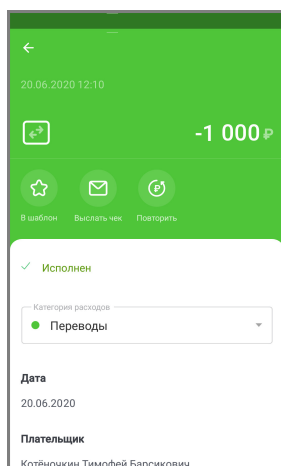 20.06.2020 12:10
-1 000 ₽
В шаблон
Выслать чек
Повторить
Исполнен
Категория расходов
Переводы
Дата
20.06.2020
Плательщик
Котёночкин Тимофей Барсикович